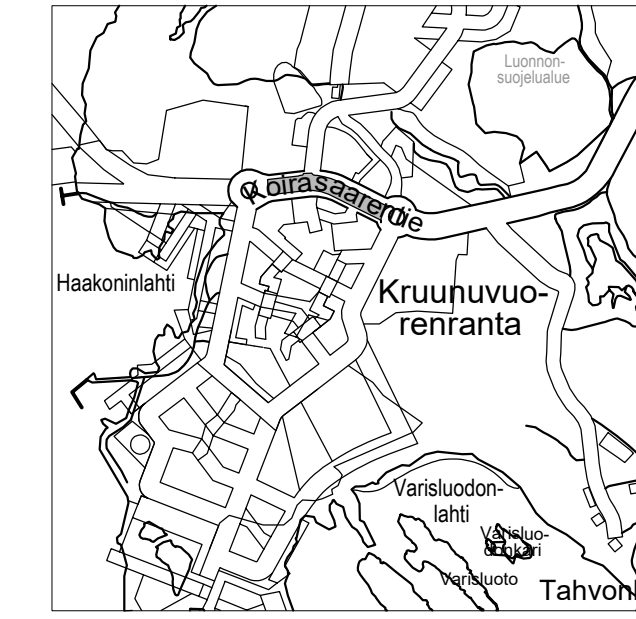 Luonnon-
suojelualue
Koirasaarentie
Haakoninlahti
Kruunuvuo-
renranta
Varisluodon-
lahti
Varisluo-
donkari
Varisluoto